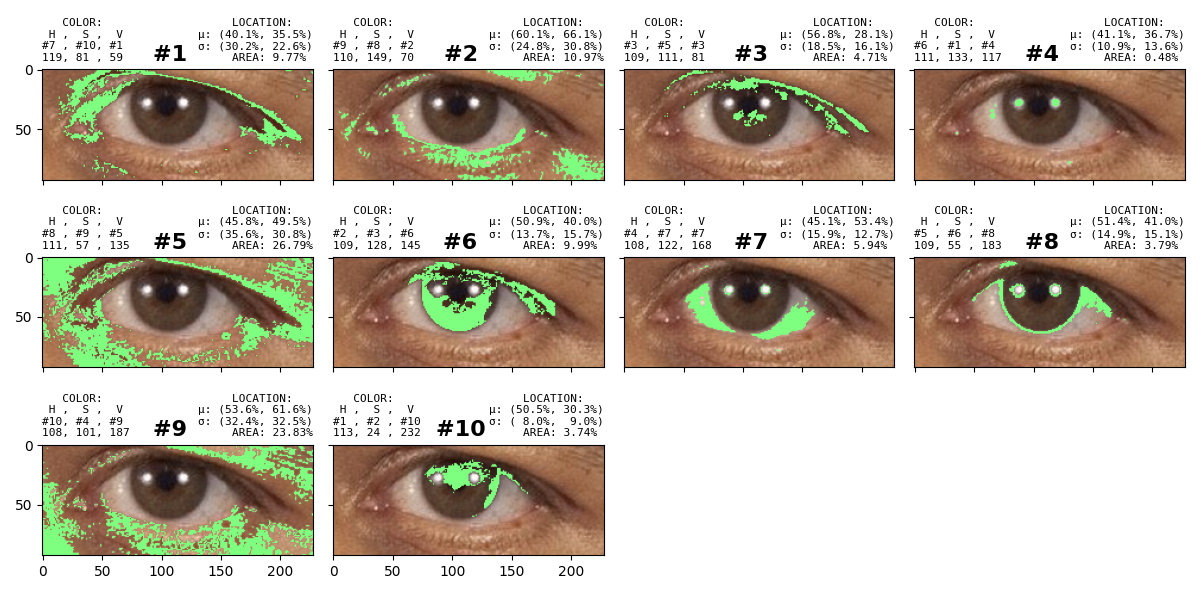 COLOR: LOCATION: COLOR: LOCATION: COLOR: LOCATION: COLOR: LOCATION:
H , S , V μ: (40.1%, 35.5%) H , S , V μ: (60.1%, 66.1%) H , S , V μ: (56.8%, 28.1%) H , S , V μ: (41.1%, 36.7%)
#7 , #10, #1 #1 σ: (30.2%, 22.6%) #9 , #8 , #2 #2 σ: (24.8%, 30.8%) #3 , #5 , #3 #3 σ: (18.5%, 16.1%) #6 , #1 , #4 #4 σ: (10.9%, 13.6%)
119, 81 , 59 AREA: 9.77% 110, 149, 70 AREA: 10.97% 109, 111, 81 AREA: 4.71% 111, 133, 117 AREA: 0.48%
0
50
COLOR: LOCATION: COLOR: LOCATION: COLOR: LOCATION: COLOR: LOCATION:
H , S , V μ: (45.8%, 49.5%) H , S , V μ: (50.9%, 40.0%) H , S , V μ: (45.1%, 53.4%) H , S , V μ: (51.4%, 41.0%)
#8 , #9 , #5 #5 σ: (35.6%, 30.8%) #2 , #3 , #6 #6 σ: (13.7%, 15.7%) #4 , #7 , #7 #7 σ: (15.9%, 12.7%) #5 , #6 , #8 #8 σ: (14.9%, 15.1%)
111, 57 , 135 AREA: 26.79% 109, 128, 145 AREA: 9.99% 108, 122, 168 AREA: 5.94% 109, 55 , 183 AREA: 3.79%
0
50
COLOR: LOCATION: COLOR: LOCATION:
H , S , V μ: (53.6%, 61.6%) H , S , V μ: (50.5%, 30.3%)
#10, #4 , #9 #9 σ: (32.4%, 32.5%) #1 , #2 , #10 #10 σ: ( 8.0%,  9.0%)
108, 101, 187 AREA: 23.83% 113, 24 , 232 AREA: 3.74%
0
50
0 50 100 150 200 0 50 100 150 200